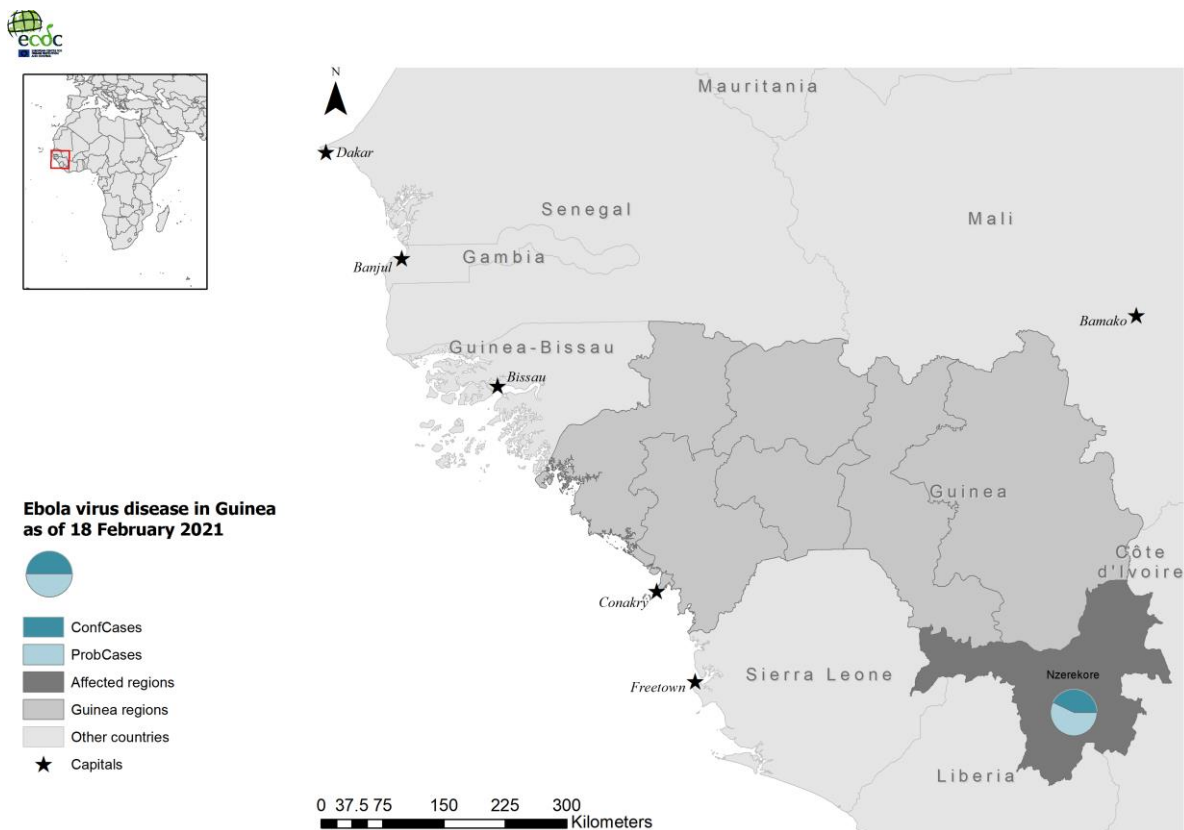 ecdc
N
Mauritania
Dakar
Senegal
Mali
Gambia
Banjul
Bamako
Guinea-Bissau
Bissau
Guinea
Côte
d'Ivoire
Conakry
Nzerekore
Sierra Leone
Freetown
Liberia
Ebola virus disease in Guinea
as of 18 February 2021
ConfCases
ProbCases
Affected regions
Guinea regions
Other countries
Capitals
0 37.5 75 150 225 300
Kilometers